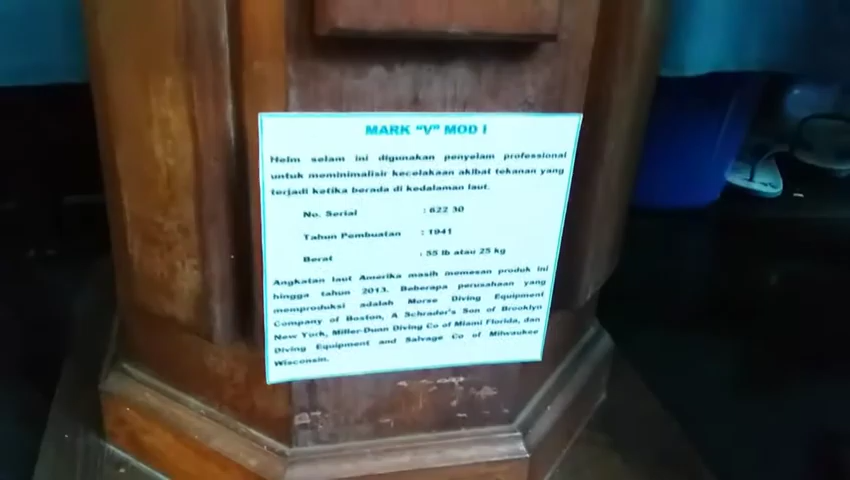 MARK "V" MOD I
Helm selam ini digunakan penyelam professional
untuk meminimalisir kecelakaan akibat tekanan yang
terjadi ketika berada di kedalaman laut.
No. Serial : 622 30
Tahun Pembuatan : 1941
Berat : 55 lb atau 25 kg
Angkatan laut Amerika masih memesan produk ini
hingga tahun 2013. Beberapa perusahaan yang
memproduksi adalah Morse Diving Equipment
Company of Boston, A Schrader's Son of Brooklyn
New York, Miller-Dunn Diving Co of Miami Florida, dan
Diving Equipment and Salvage Co of Milwaukee
Wisconsin.